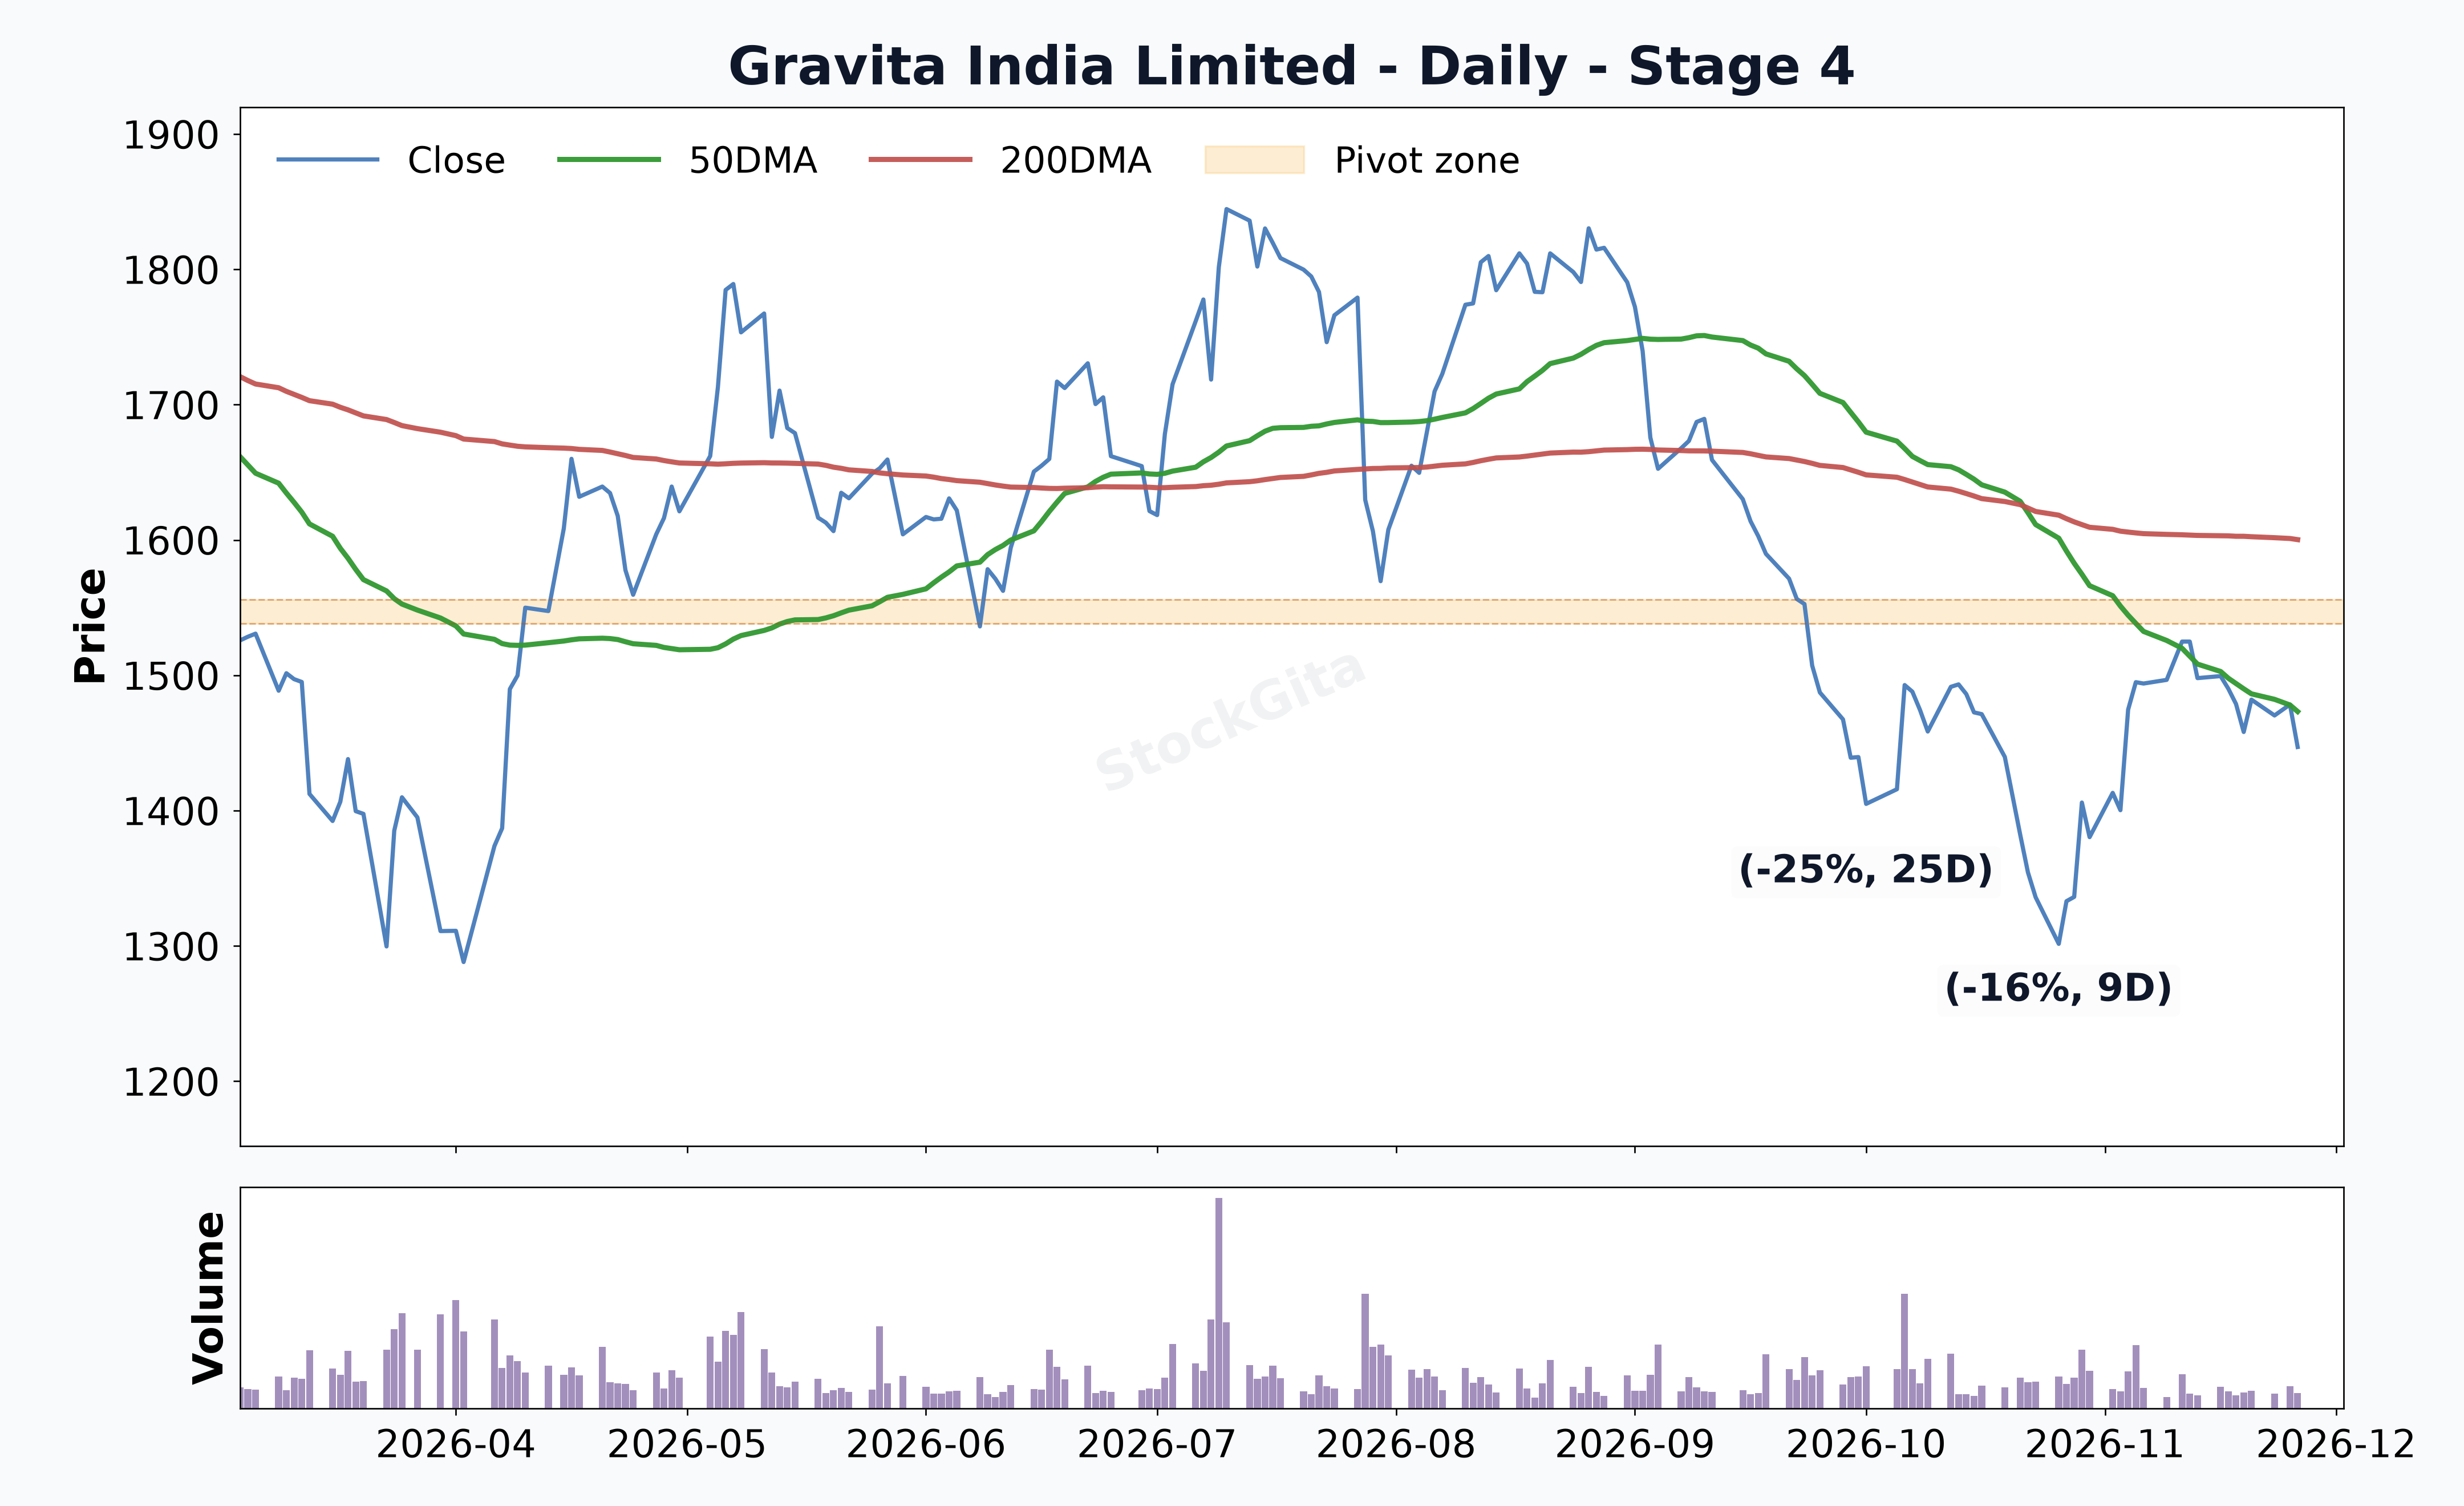 Gravita India Limited - Daily - Stage 4
Close 50DMA 200DMA Pivot zone
Price
1900
1800
1700
1600
1500
1400
1300
1200
StockGita
(-25%, 25D)
(-16%, 9D)
Volume
2026-04 2026-05 2026-06 2026-07 2026-08 2026-09 2026-10 2026-11 2026-12